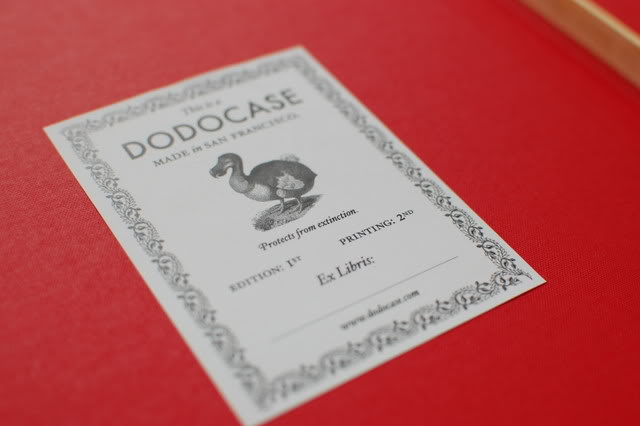 This is a
DODOCASE
MADE in SAN FRANCISCO.
Protects from extinction.
EDITION: 1ST PRINTING: 2ND
Ex Libris:
www.dodocase.com